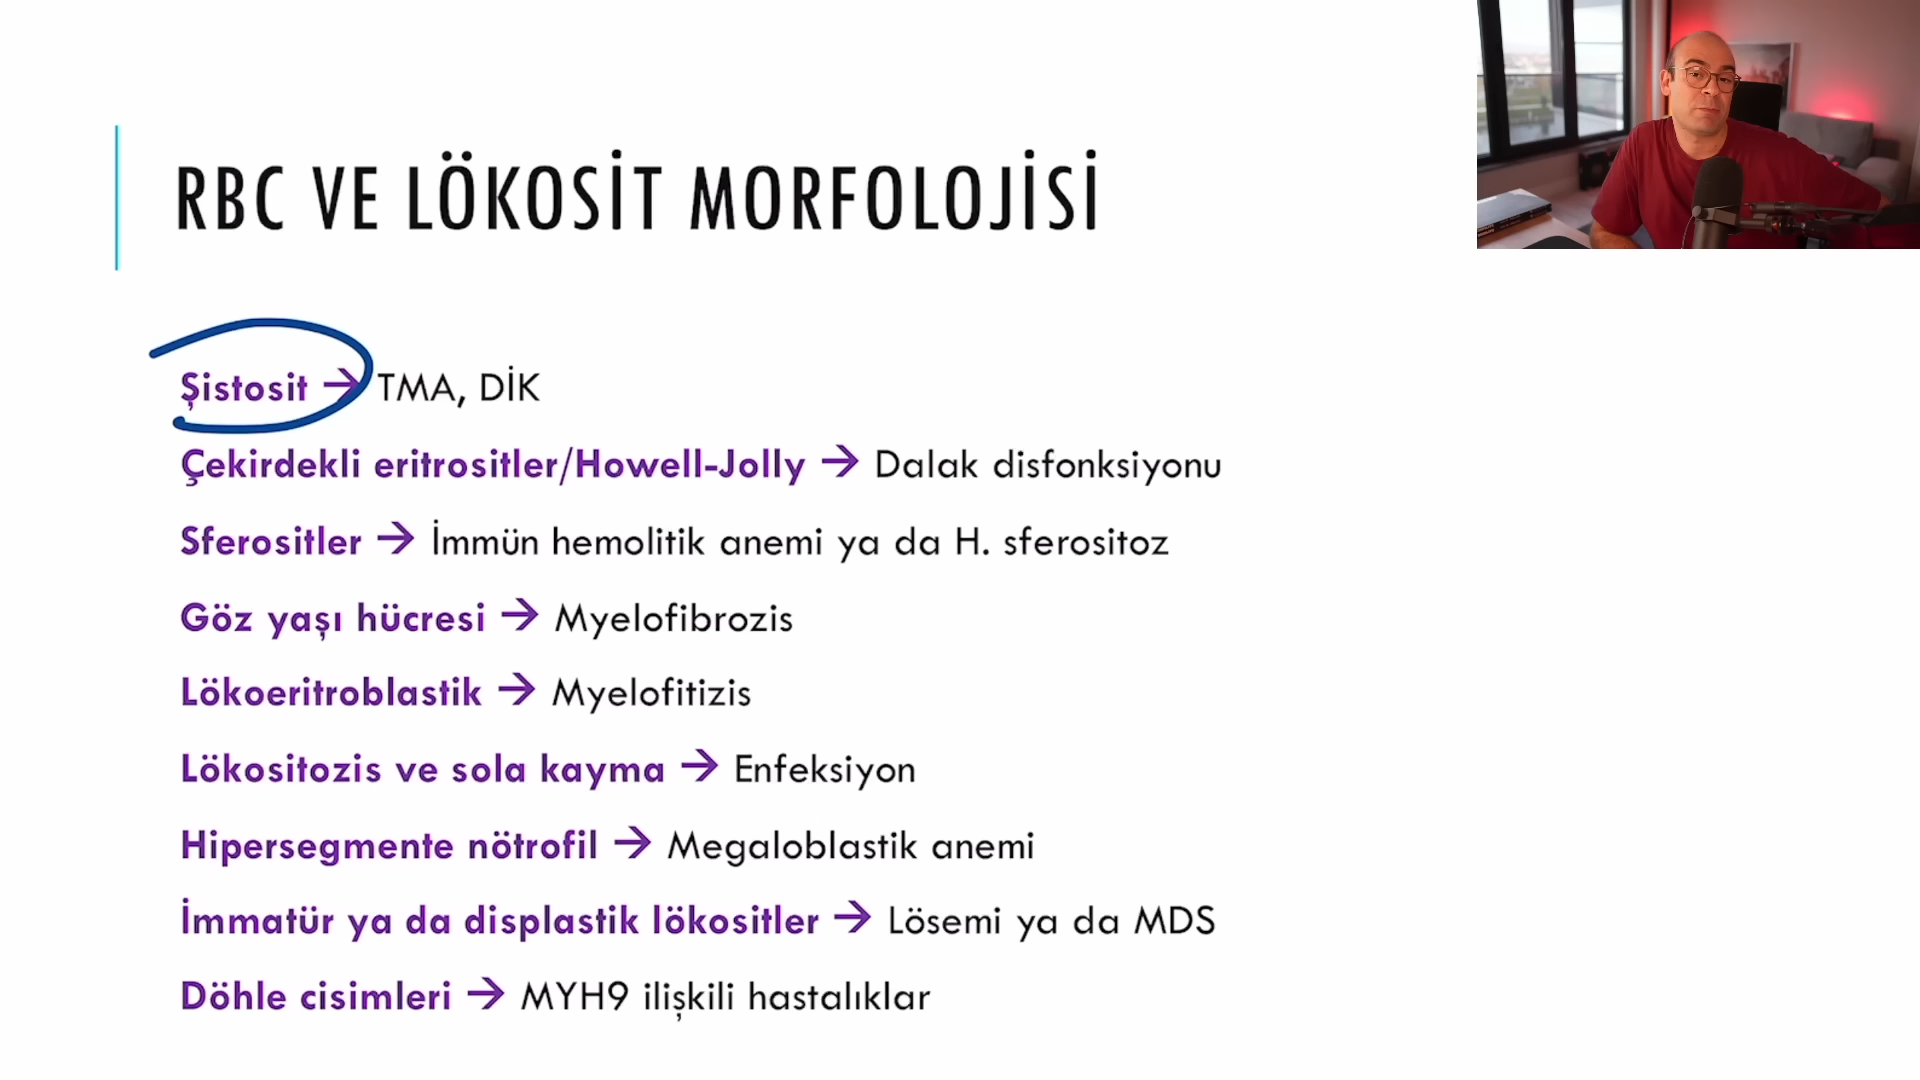 RBC VE LÖKOSİT MORFOLOJİSİ
Şistosit → TMA, DİK
Çekirdekli eritrositler/Howell-Jolly → Dalak disfonksiyonu
Sferositler → İmmün hemolitik anemi ya da H. sferositoz
Göz yaşı hücresi → Myelofibrozis
Lökoeritroblastik → Myelofitizis
Lökositozis ve sola kayma → Enfeksiyon
Hipersegmente nötrofil → Megaloblastik anemi
İmmatür ya da displastik lökositler → Lösemi ya da MDS
Döhle cisimleri → MYH9 ilişkili hastalıklar